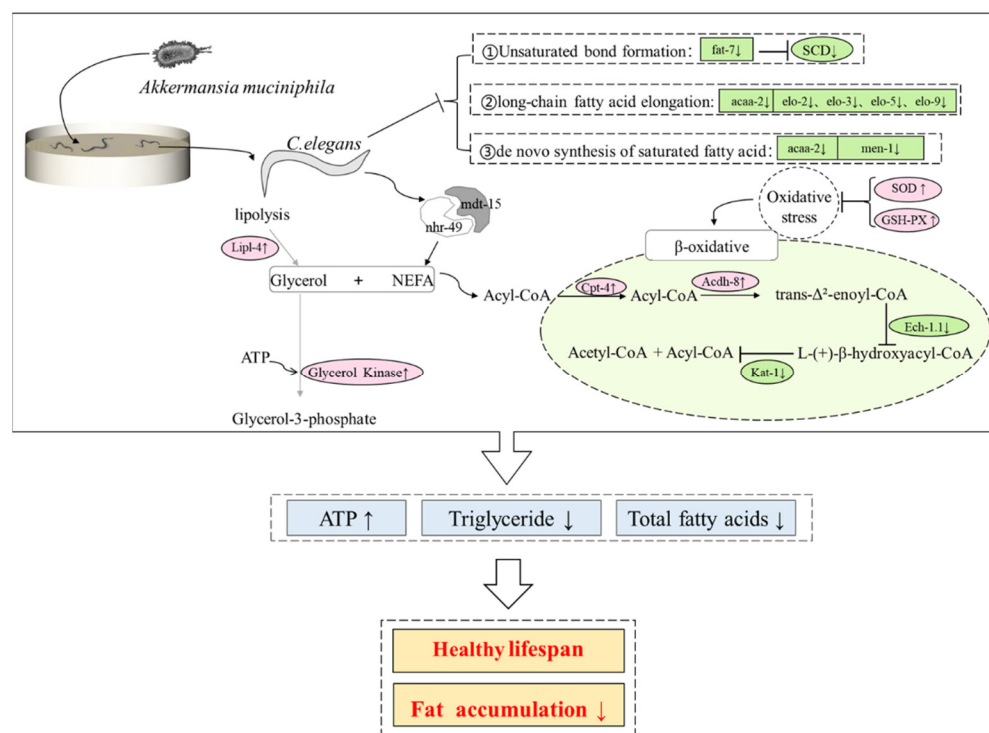 Akkermansia muciniphila
C.elegans
①Unsaturated bond formation: fat-7↓ SCD↓
②long-chain fatty acid elongation: acaa-2↓ elo-2↓、elo-3↓、elo-5↓、elo-9↓
③de novo synthesis of saturated fatty acid: acaa-2↓ men-1↓
lipolysis
Lipl-4↑
mdt-15
nhr-49
Oxidative
stress
SOD ↑
GSH-PX ↑
β-oxidative
Glycerol + NEFA
Acyl-CoA
Cpt-4↑
Acyl-CoA
Acdh-8↑
trans-Δ²-enoyl-CoA
Ech-1.1↓
L-(+)-β-hydroxyacyl-CoA
Kat-1↓
Acetyl-CoA + Acyl-CoA
ATP
Glycerol Kinase↑
Glycerol-3-phosphate
ATP ↑
Triglyceride ↓
Total fatty acids ↓
Healthy lifespan
Fat accumulation ↓